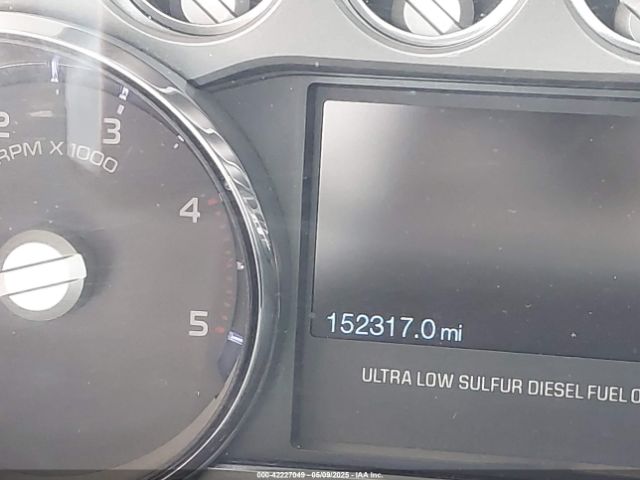 2
3
RPM X 1000
4
5
152317.0 mi
ULTRA LOW SULFUR DIESEL FUEL O
000-42227049 - 05/09/2025 - IAA Inc.